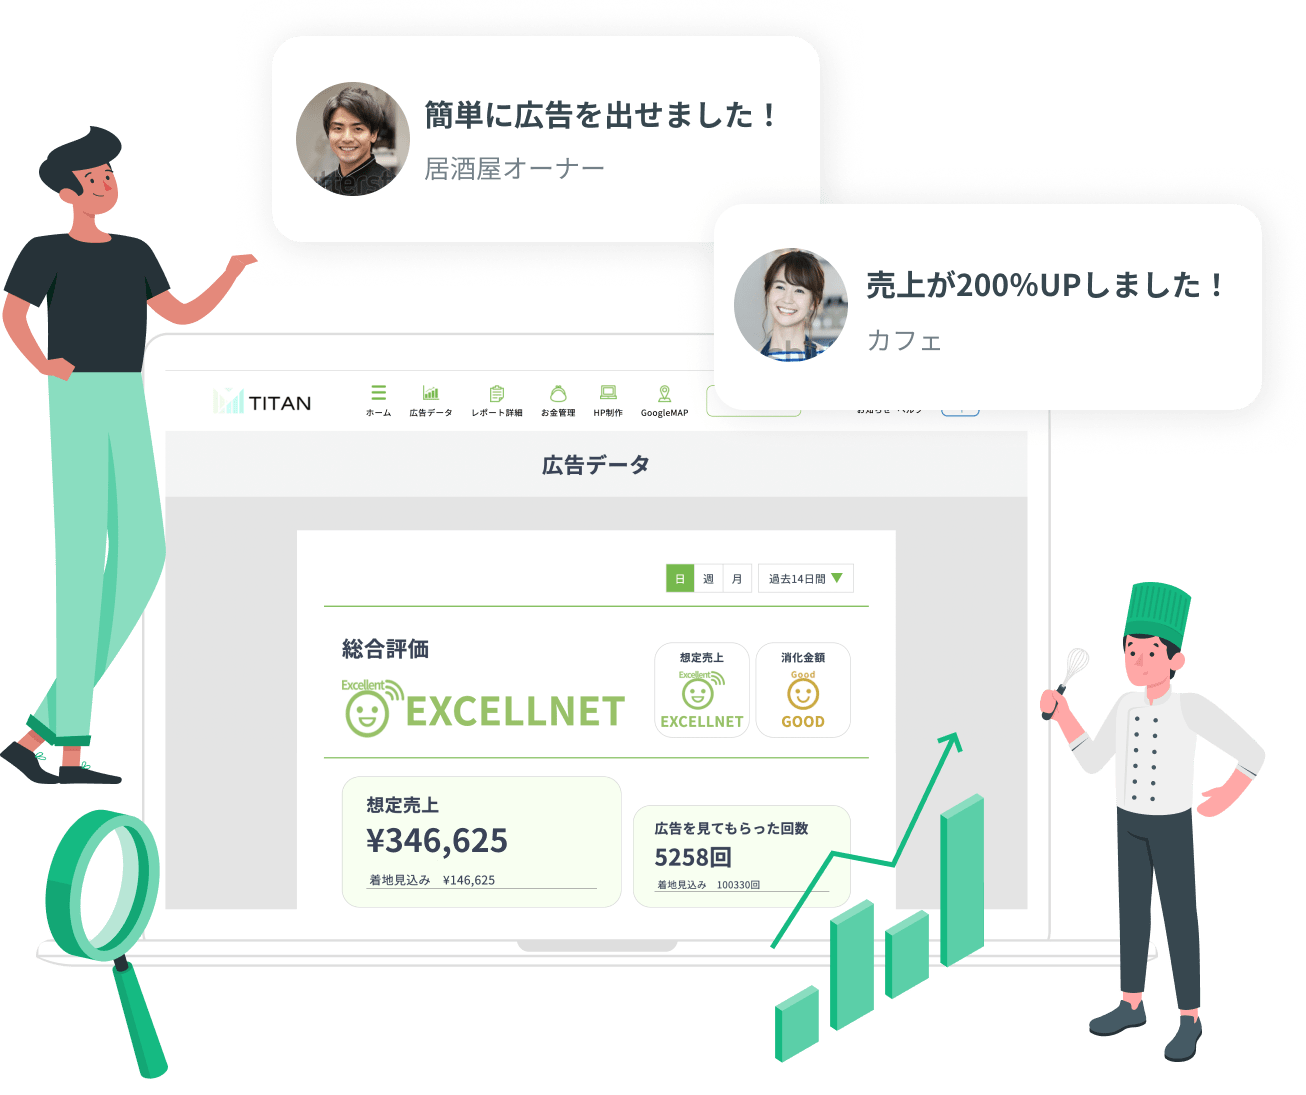 簡単に広告を出せました！
居酒屋オーナー
売上が200%UPしました！
カフェ
TITAN
ホーム
広告データ
レポート詳細
お金管理
HP制作
GoogleMAP
広告データ
日 週 月 過去14日間
総合評価
Excellent
EXCELLNET
想定売上
Excellent
EXCELLNET
消化金額
Good
GOOD
想定売上
¥346,625
着地見込み ¥146,625
広告を見てもらった回数
5258回
着地見込み 100330回